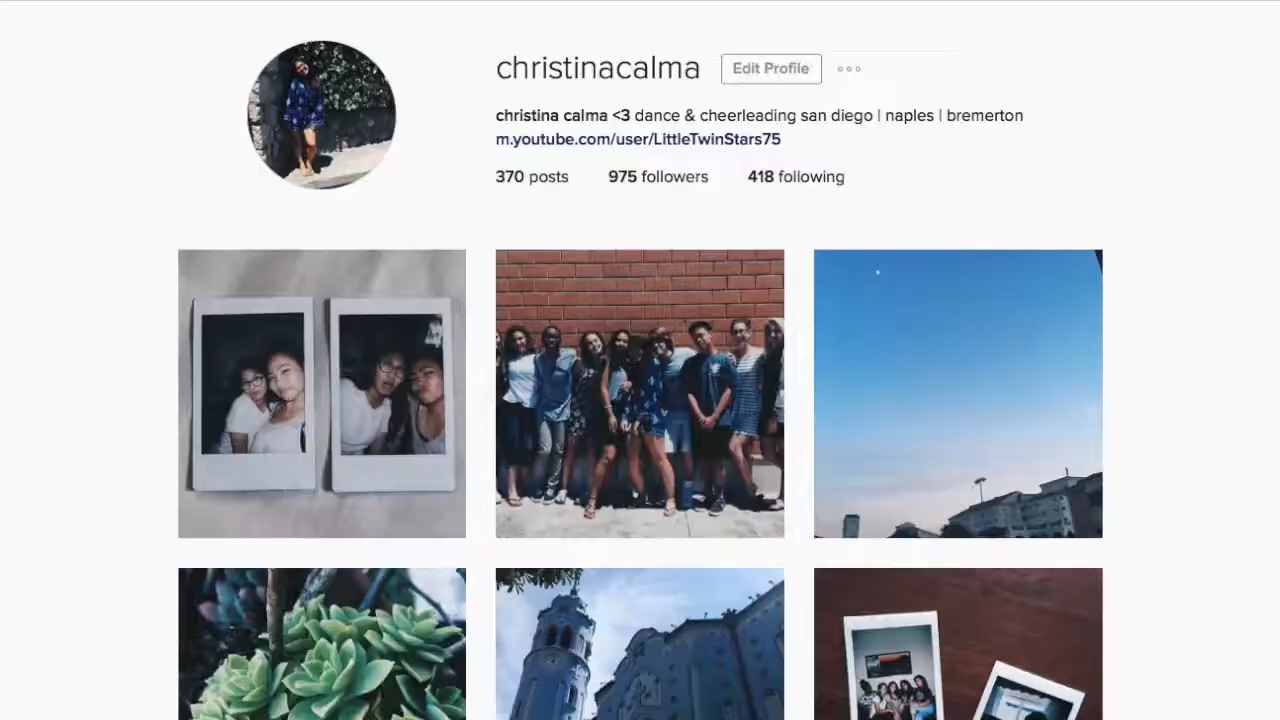 christinacalma Edit Profile
christina calma <3 dance & cheerleading san diego | naples | bremerton
m.youtube.com/user/LittleTwinStars75
370 posts 975 followers 418 following